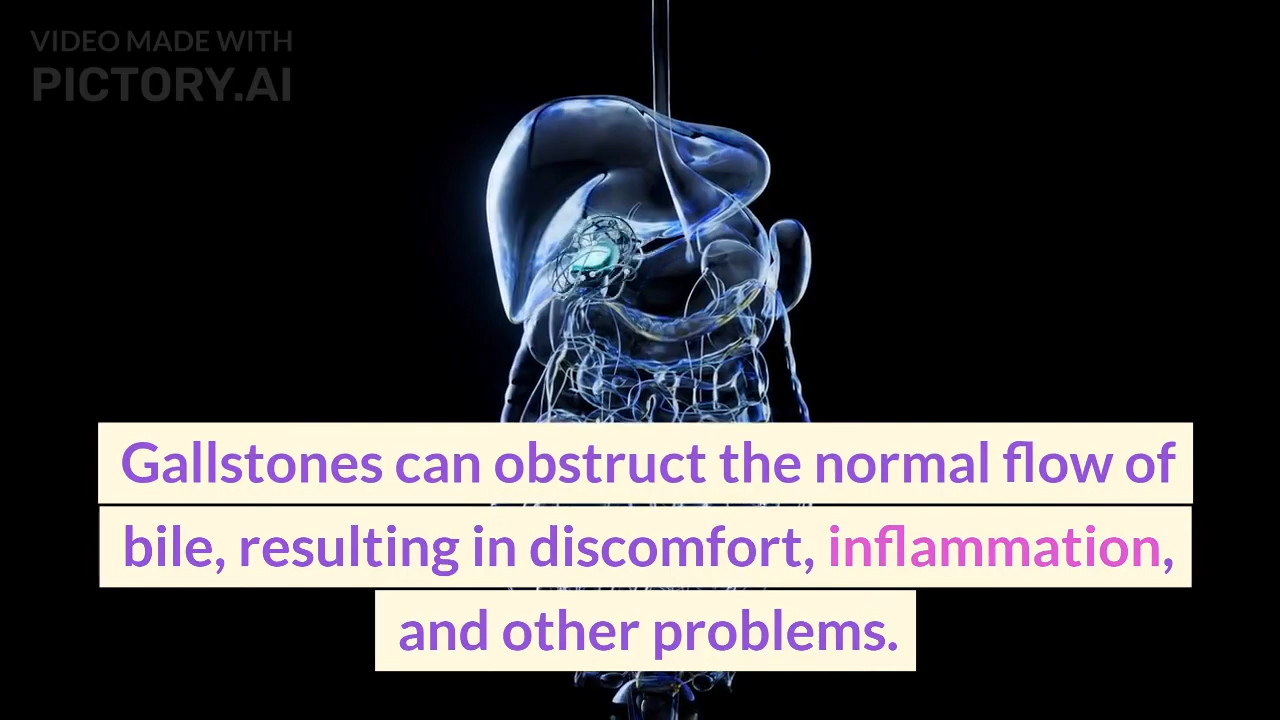 VIDEO MADE WITH
PICTORY.AI
Gallstones can obstruct the normal flow of
bile, resulting in discomfort, inflammation,
and other problems.